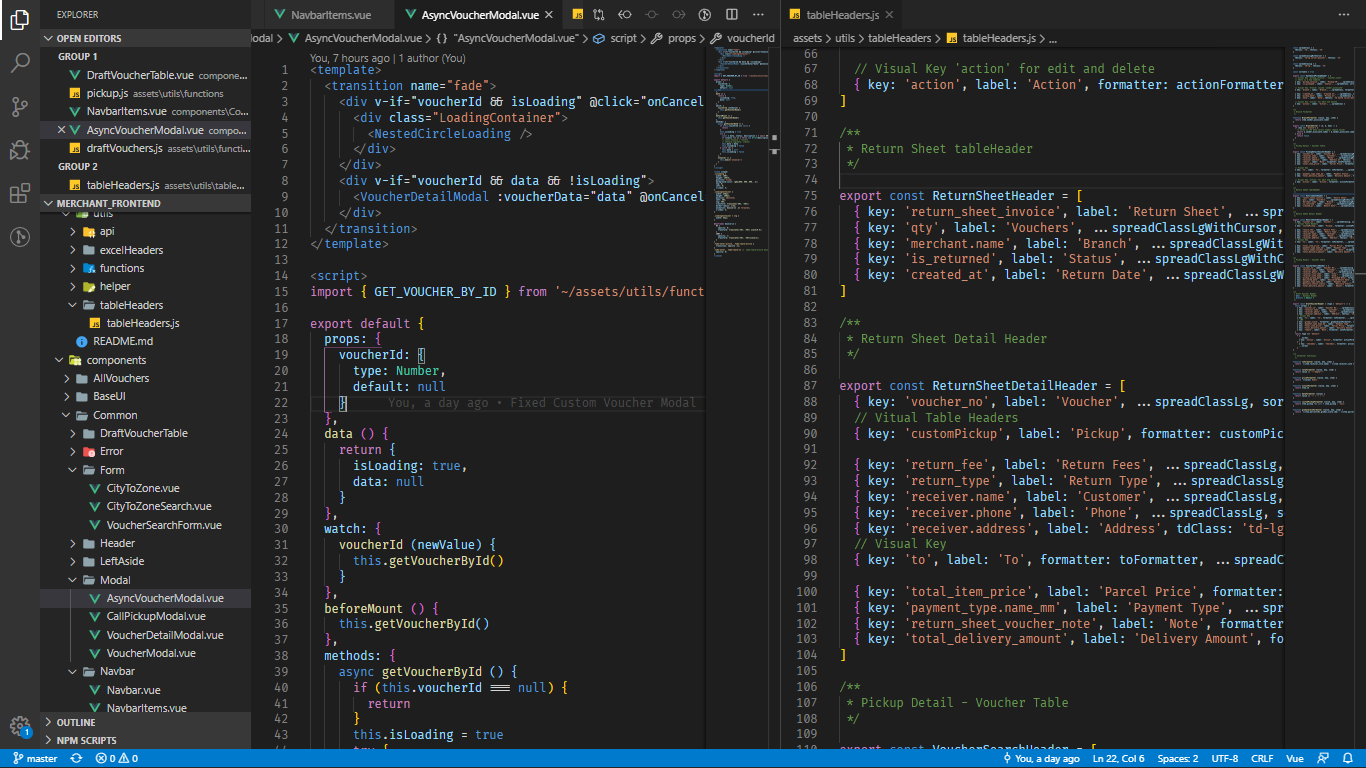 EXPLORER
OPEN EDITORS
GROUP 1
DraftVoucherTable.vue compone...
pickup.js assets\utils\functions
NavbarItems.vue components\Co...
AsyncVoucherModal.vue compo...
draftVouchers.js assets\utils\functi...
GROUP 2
tableHeaders.js assets\utils\table...
MERCHANT_FRONTEND
utils
api
excelHeaders
functions
helper
tableHeaders
tableHeaders.js
README.md
components
AllVouchers
BaseUI
Common
DraftVoucherTable
Error
Form
CityToZone.vue
CityToZoneSearch.vue
VoucherSearchForm.vue
Header
LeftAside
Modal
AsyncVoucherModal.vue
CallPickupModal.vue
VoucherDetailModal.vue
VoucherModal.vue
Navbar
Navbar.vue
NavbarItems.vue
OUTLINE
NPM SCRIPTS
NavbarItems.vue
AsyncVoucherModal.vue
lodal > AsyncVoucherModal.vue > {} "AsyncVoucherModal.vue" > script > props > voucherId
You, 7 hours ago | 1 author (You)
1 <template>
2 <transition name="fade">
3 <div v-if="voucherId && isLoading" @click="onCancel
4 <div class="LoadingContainer">
5 <NestedCircleLoading />
6 </div>
7 </div>
8 <div v-if="voucherId && data && !isLoading">
9 <VoucherDetailModal :voucherData="data" @onCancel
10 </div>
11 </transition>
12 </template>
13
14 <script>
15 import { GET_VOUCHER_BY_ID } from '~/assets/utils/funct
16
17 export default {
18 props: {
19 voucherId: {
20 type: Number,
21 default: null
22 } You, a day ago • Fixed Custom Voucher Modal
23 },
24 data () {
25 return {
26 isLoading: true,
27 data: null
28 }
29 },
30 watch: {
31 voucherId (newValue) {
32 this.getVoucherById()
33 }
34 },
35 beforeMount () {
36 this.getVoucherById()
37 },
38 methods: {
39 async getVoucherById () {
40 if (this.voucherId === null) {
41 return
42 }
43 this.isLoading = true
44 try {
tableHeaders.js
assets > utils > tableHeaders > tableHeaders.js > ...
66
67 // Visual Key 'action' for edit and delete
68 { key: 'action', label: 'Action', formatter: actionFormatter
69 ]
70
71 /**
72 * Return Sheet tableHeader
73 */
74
75 export const ReturnSheetHeader = [
76 { key: 'return_sheet_invoice', label: 'Return Sheet', ...spr
77 { key: 'qty', label: 'Vouchers', ...spreadClassLgWithCursor,
78 { key: 'merchant.name', label: 'Branch', ...spreadClassLgWit
79 { key: 'is_returned', label: 'Status', ...spreadClassLgWithC
80 { key: 'created_at', label: 'Return Date', ...spreadClassLgW
81 ]
82
83 /**
84 * Return Sheet Detail Header
85 */
86
87 export const ReturnSheetDetailHeader = [
88 { key: 'voucher_no', label: 'Voucher', ...spreadClassLg, sor
89 // Vitual Table Headers
90 { key: 'customPickup', label: 'Pickup', formatter: customPic
91
92 { key: 'return_fee', label: 'Return Fees', ...spreadClassLg,
93 { key: 'return_type', label: 'Return Type', ...spreadClassLg
94 { key: 'receiver.name', label: 'Customer', ...spreadClassLg,
95 { key: 'receiver.phone', label: 'Phone', ...spreadClassLg, s
96 { key: 'receiver.address', label: 'Address', tdClass: 'td-lg
97 // Visual Key
98 { key: 'to', label: 'To', formatter: toFormatter, ...spreadC
99
100 { key: 'total_item_price', label: 'Parcel Price', formatter:
101 { key: 'payment_type.name_mm', label: 'Payment Type', ...spr
102 { key: 'return_sheet_voucher_note', label: 'Note', formatter
103 { key: 'total_delivery_amount', label: 'Delivery Amount', fo
104 ]
105
106 /**
107 * Pickup Detail - Voucher Table
108 */
109
110 export const VoucherSearchHeader = [
master 0 0 You, a day ago Ln 22, Col 6 Spaces: 2 UTF-8 CRLF Vue